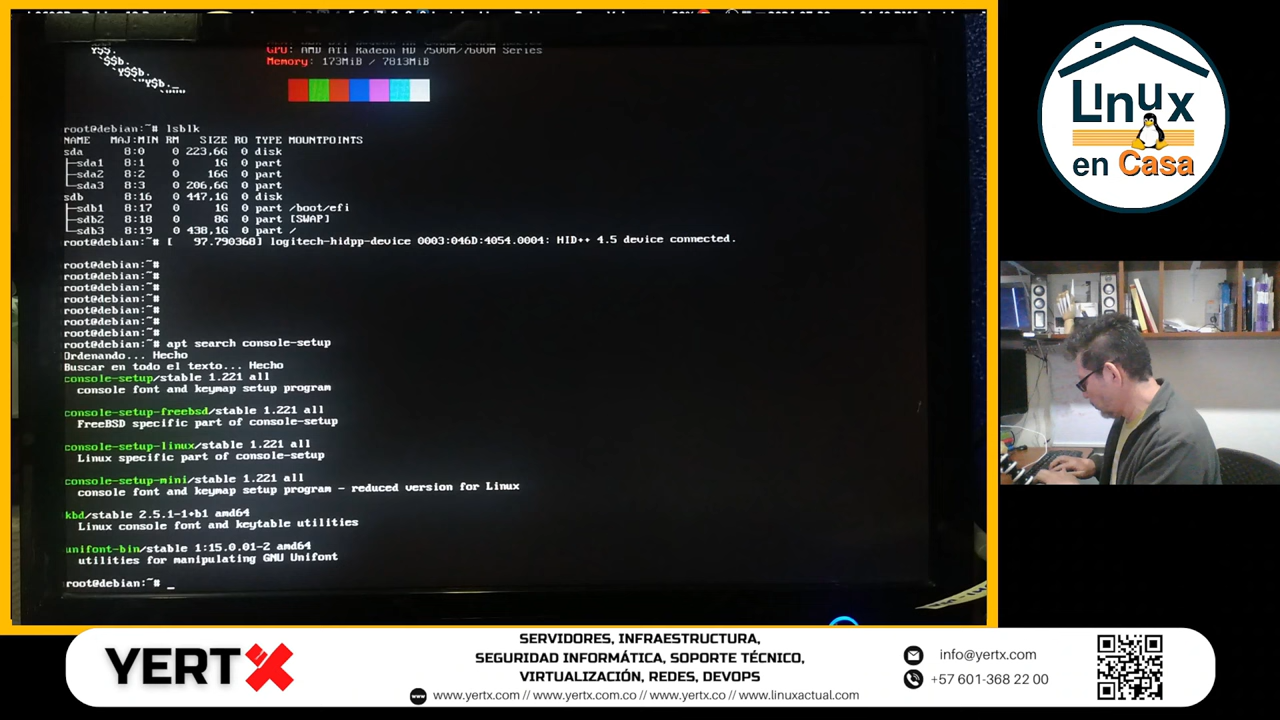 GPU: AMD ATI Radeon HD 7500M/7600M Series
Memory: 173MiB / 7813MiB
root@debian:~# lsblk
NAME MAJ:MIN RM SIZE RO TYPE MOUNTPOINTS
sda 8:0 0 223,6G 0 disk
├─sda1 8:1 0 1G 0 part
├─sda2 8:2 0 16G 0 part
└─sda3 8:3 0 206,6G 0 part
sdb 8:16 0 447,1G 0 disk
├─sdb1 8:17 0 1G 0 part /boot/efi
├─sdb2 8:18 0 8G 0 part [SWAP]
└─sdb3 8:19 0 438,1G 0 part /
root@debian:~# [ 97.790368] logitech-hidpp-device 0003:046D:4054.0004: HID++ 4.5 device connected.
root@debian:~#
root@debian:~#
root@debian:~#
root@debian:~#
root@debian:~#
root@debian:~#
root@debian:~#
root@debian:~# apt search console-setup
Ordenando... Hecho
Buscar en todo el texto... Hecho
console-setup/stable 1.221 all
console font and keymap setup program
console-setup-freebsd/stable 1.221 all
FreeBSD specific part of console-setup
console-setup-linux/stable 1.221 all
Linux specific part of console-setup
console-setup-mini/stable 1.221 all
console font and keymap setup program - reduced version for Linux
kbd/stable 2.5.1-1+b1 amd64
Linux console font and keytable utilities
unifont-bin/stable 1:15.0.01-2 amd64
utilities for manipulating GNU Unifont
root@debian:~# _
Linux
en Casa
YERTX
SERVIDORES, INFRAESTRUCTURA,
SEGURIDAD INFORMÁTICA, SOPORTE TÉCNICO,
VIRTUALIZACIÓN, REDES, DEVOPS
www.yertx.com // www.yertx.com.co // www.yertx.co // www.linuxactual.com
info@yertx.com
+57 601-368 22 00